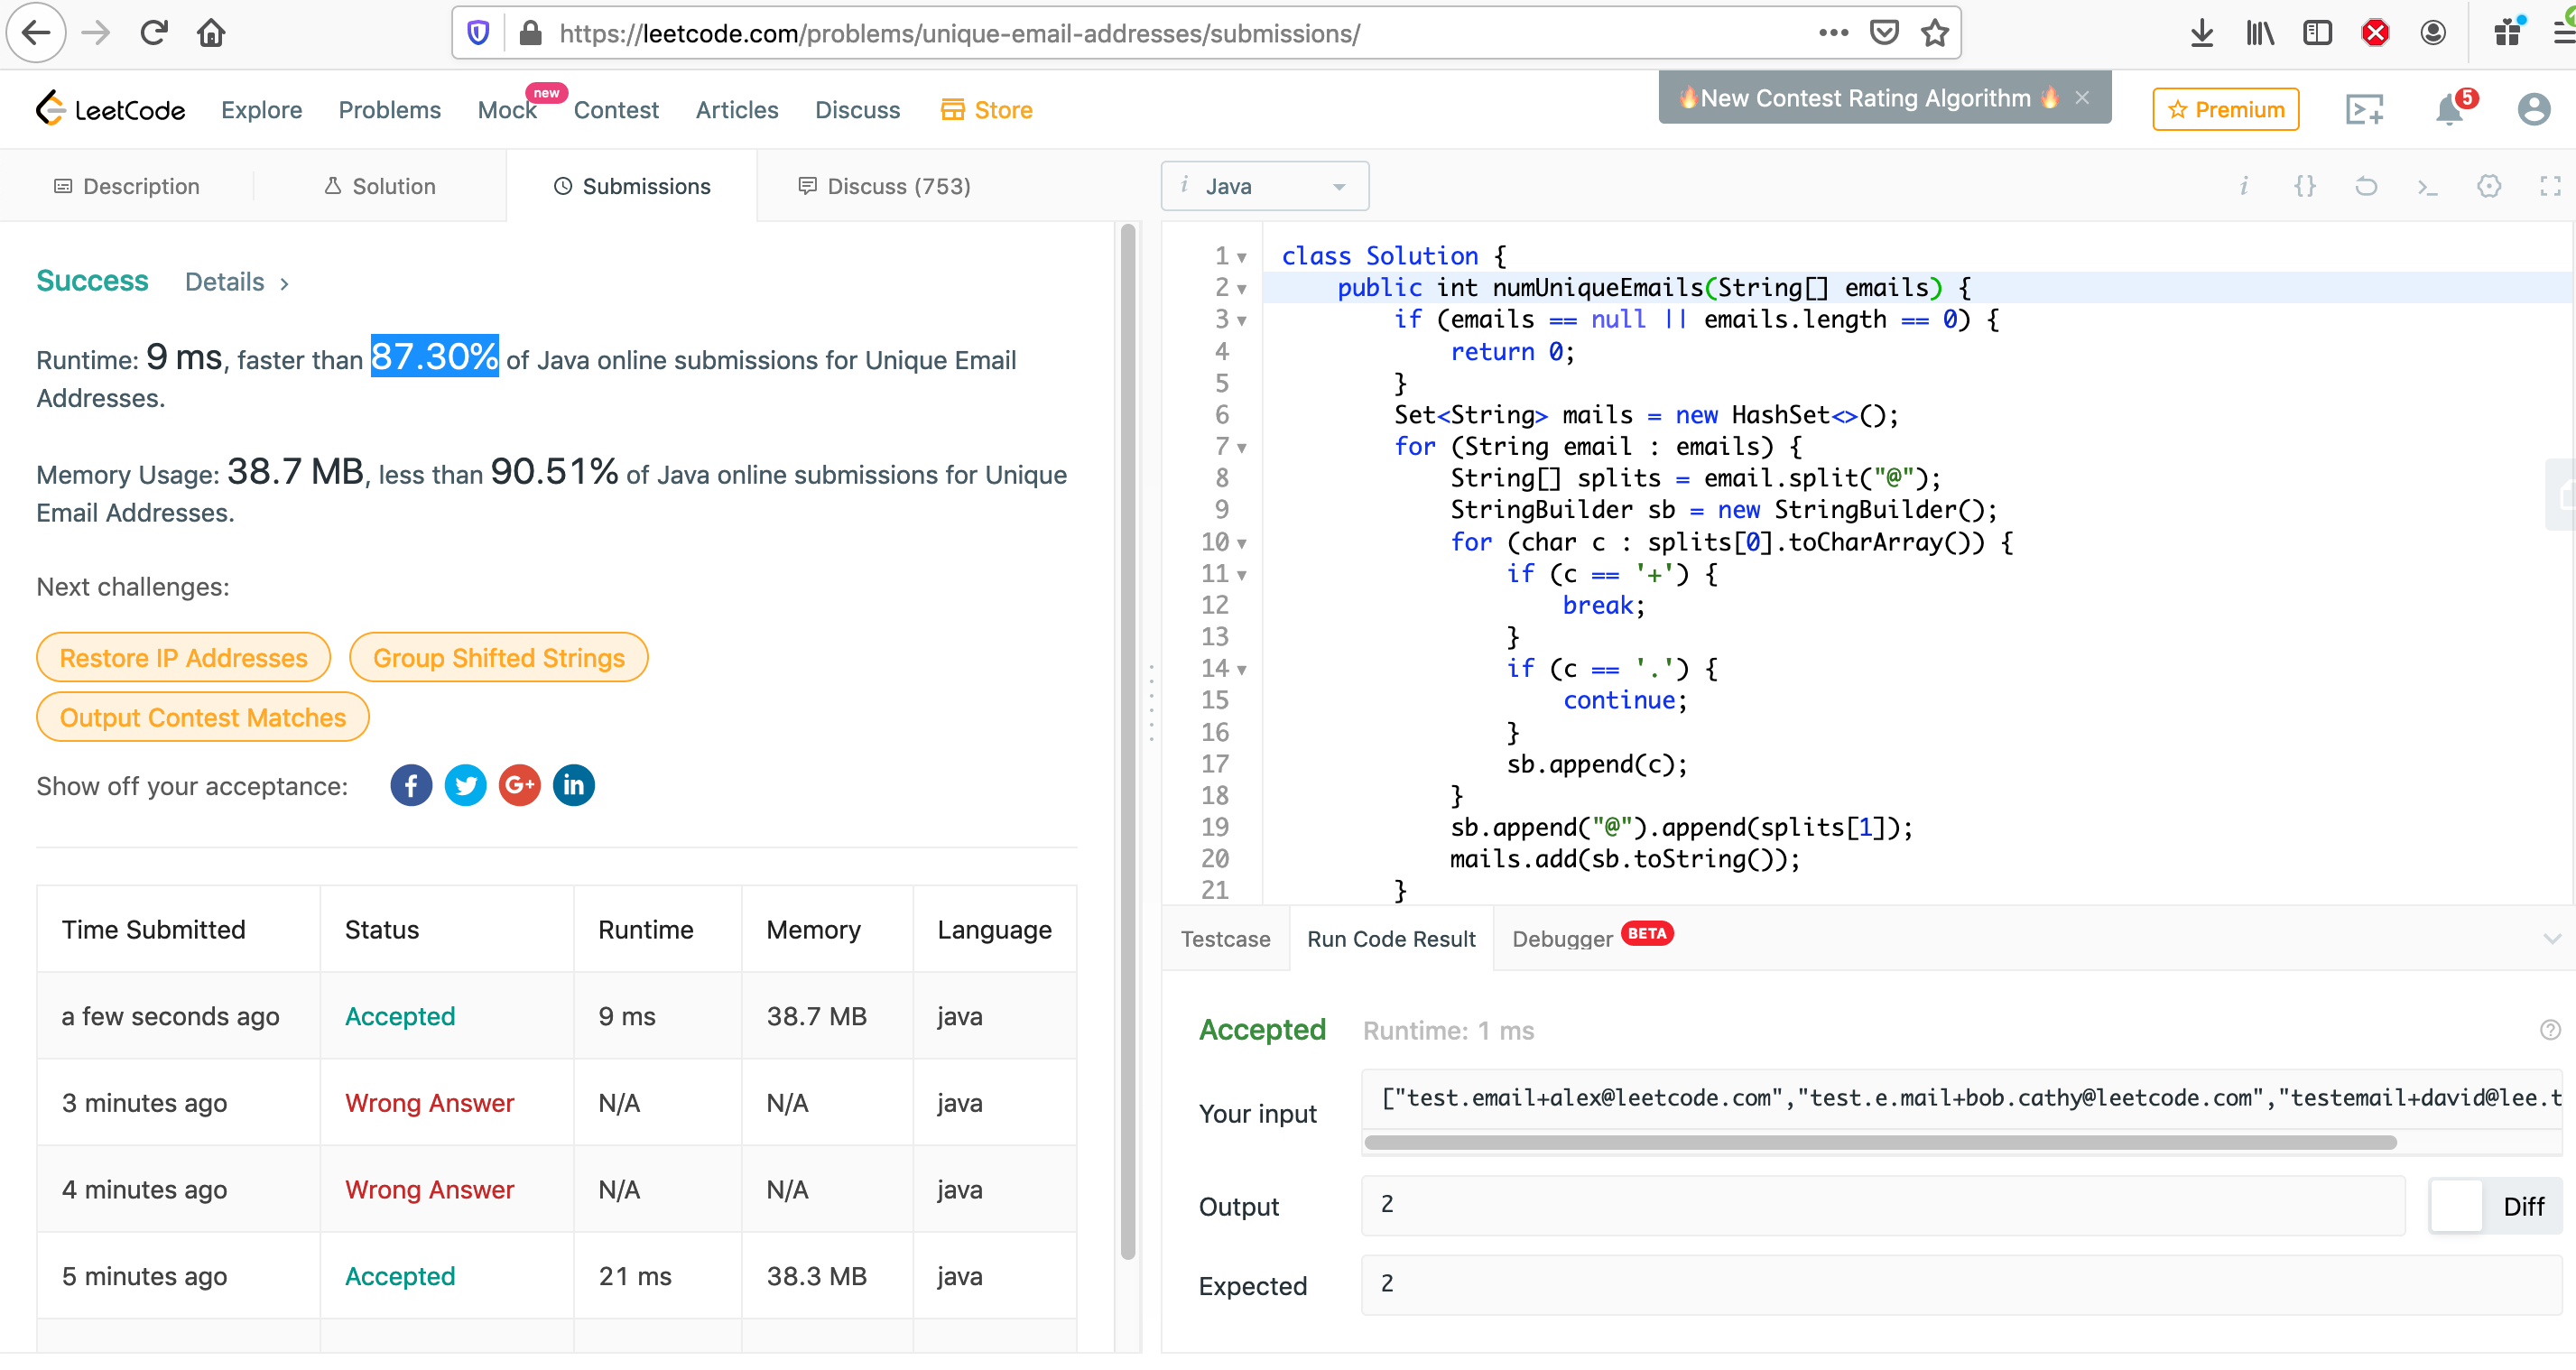 https://leetcode.com/problems/unique-email-addresses/submissions/
LeetCode
Explore
Problems
Mock
new
Contest
Articles
Discuss
Store
🔥New Contest Rating Algorithm 🔥 ×
Premium
5
Description
Solution
Submissions
Discuss (753)
i Java
Success Details >
Runtime: 9 ms, faster than 87.30% of Java online submissions for Unique Email
Addresses.
Memory Usage: 38.7 MB, less than 90.51% of Java online submissions for Unique
Email Addresses.
Next challenges:
Restore IP Addresses
Group Shifted Strings
Output Contest Matches
Show off your acceptance:
Time Submitted Status Runtime Memory Language
a few seconds ago Accepted 9 ms 38.7 MB java
3 minutes ago Wrong Answer N/A N/A java
4 minutes ago Wrong Answer N/A N/A java
5 minutes ago Accepted 21 ms 38.3 MB java
1 class Solution {
2 public int numUniqueEmails(String[] emails) {
3 if (emails == null || emails.length == 0) {
4 return 0;
5 }
6 Set<String> mails = new HashSet<>();
7 for (String email : emails) {
8 String[] splits = email.split("@");
9 StringBuilder sb = new StringBuilder();
10 for (char c : splits[0].toCharArray()) {
11 if (c == '+') {
12 break;
13 }
14 if (c == '.') {
15 continue;
16 }
17 sb.append(c);
18 }
19 sb.append("@").append(splits[1]);
20 mails.add(sb.toString());
21 }
Testcase
Run Code Result
Debugger BETA
Accepted Runtime: 1 ms
Your input
["test.email+alex@leetcode.com","test.e.mail+bob.cathy@leetcode.com","testemail+david@lee.t
Output
2
Diff
Expected
2